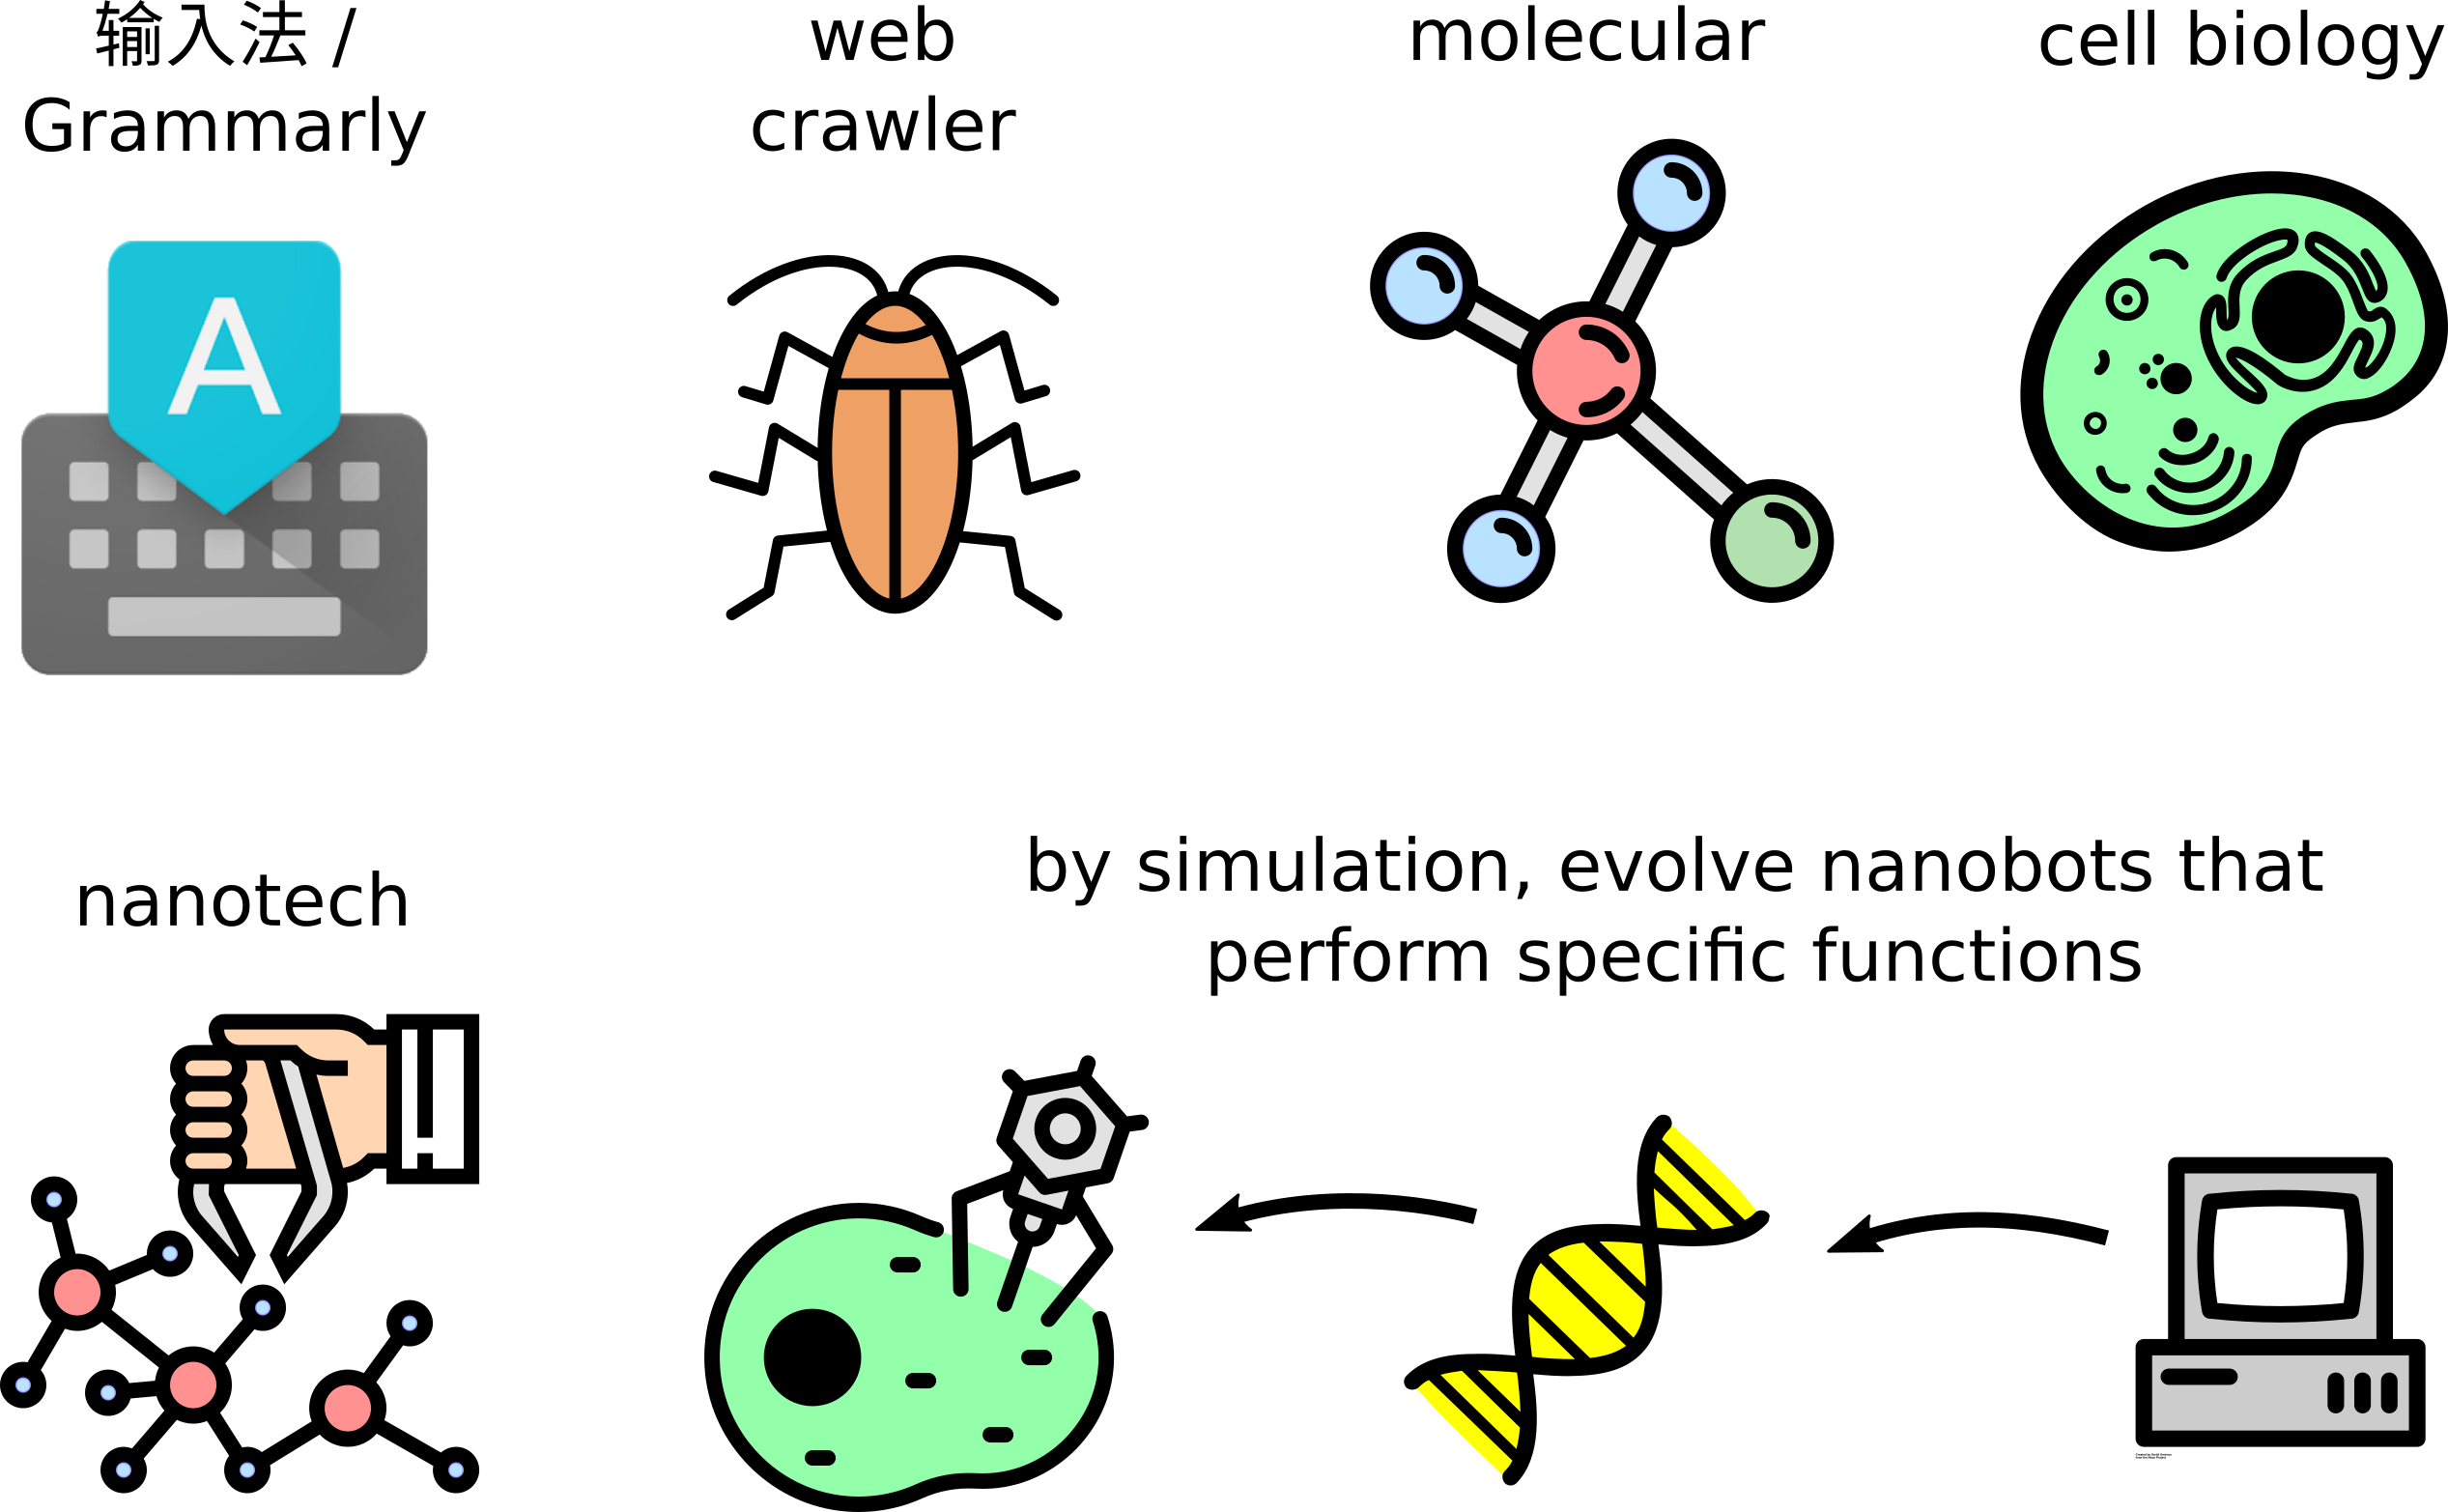 输入法 /
Grammarly
web
crawler
molecular
cell biology
A
nanotech
by simulation, evolve nanobots that
perform specific functions